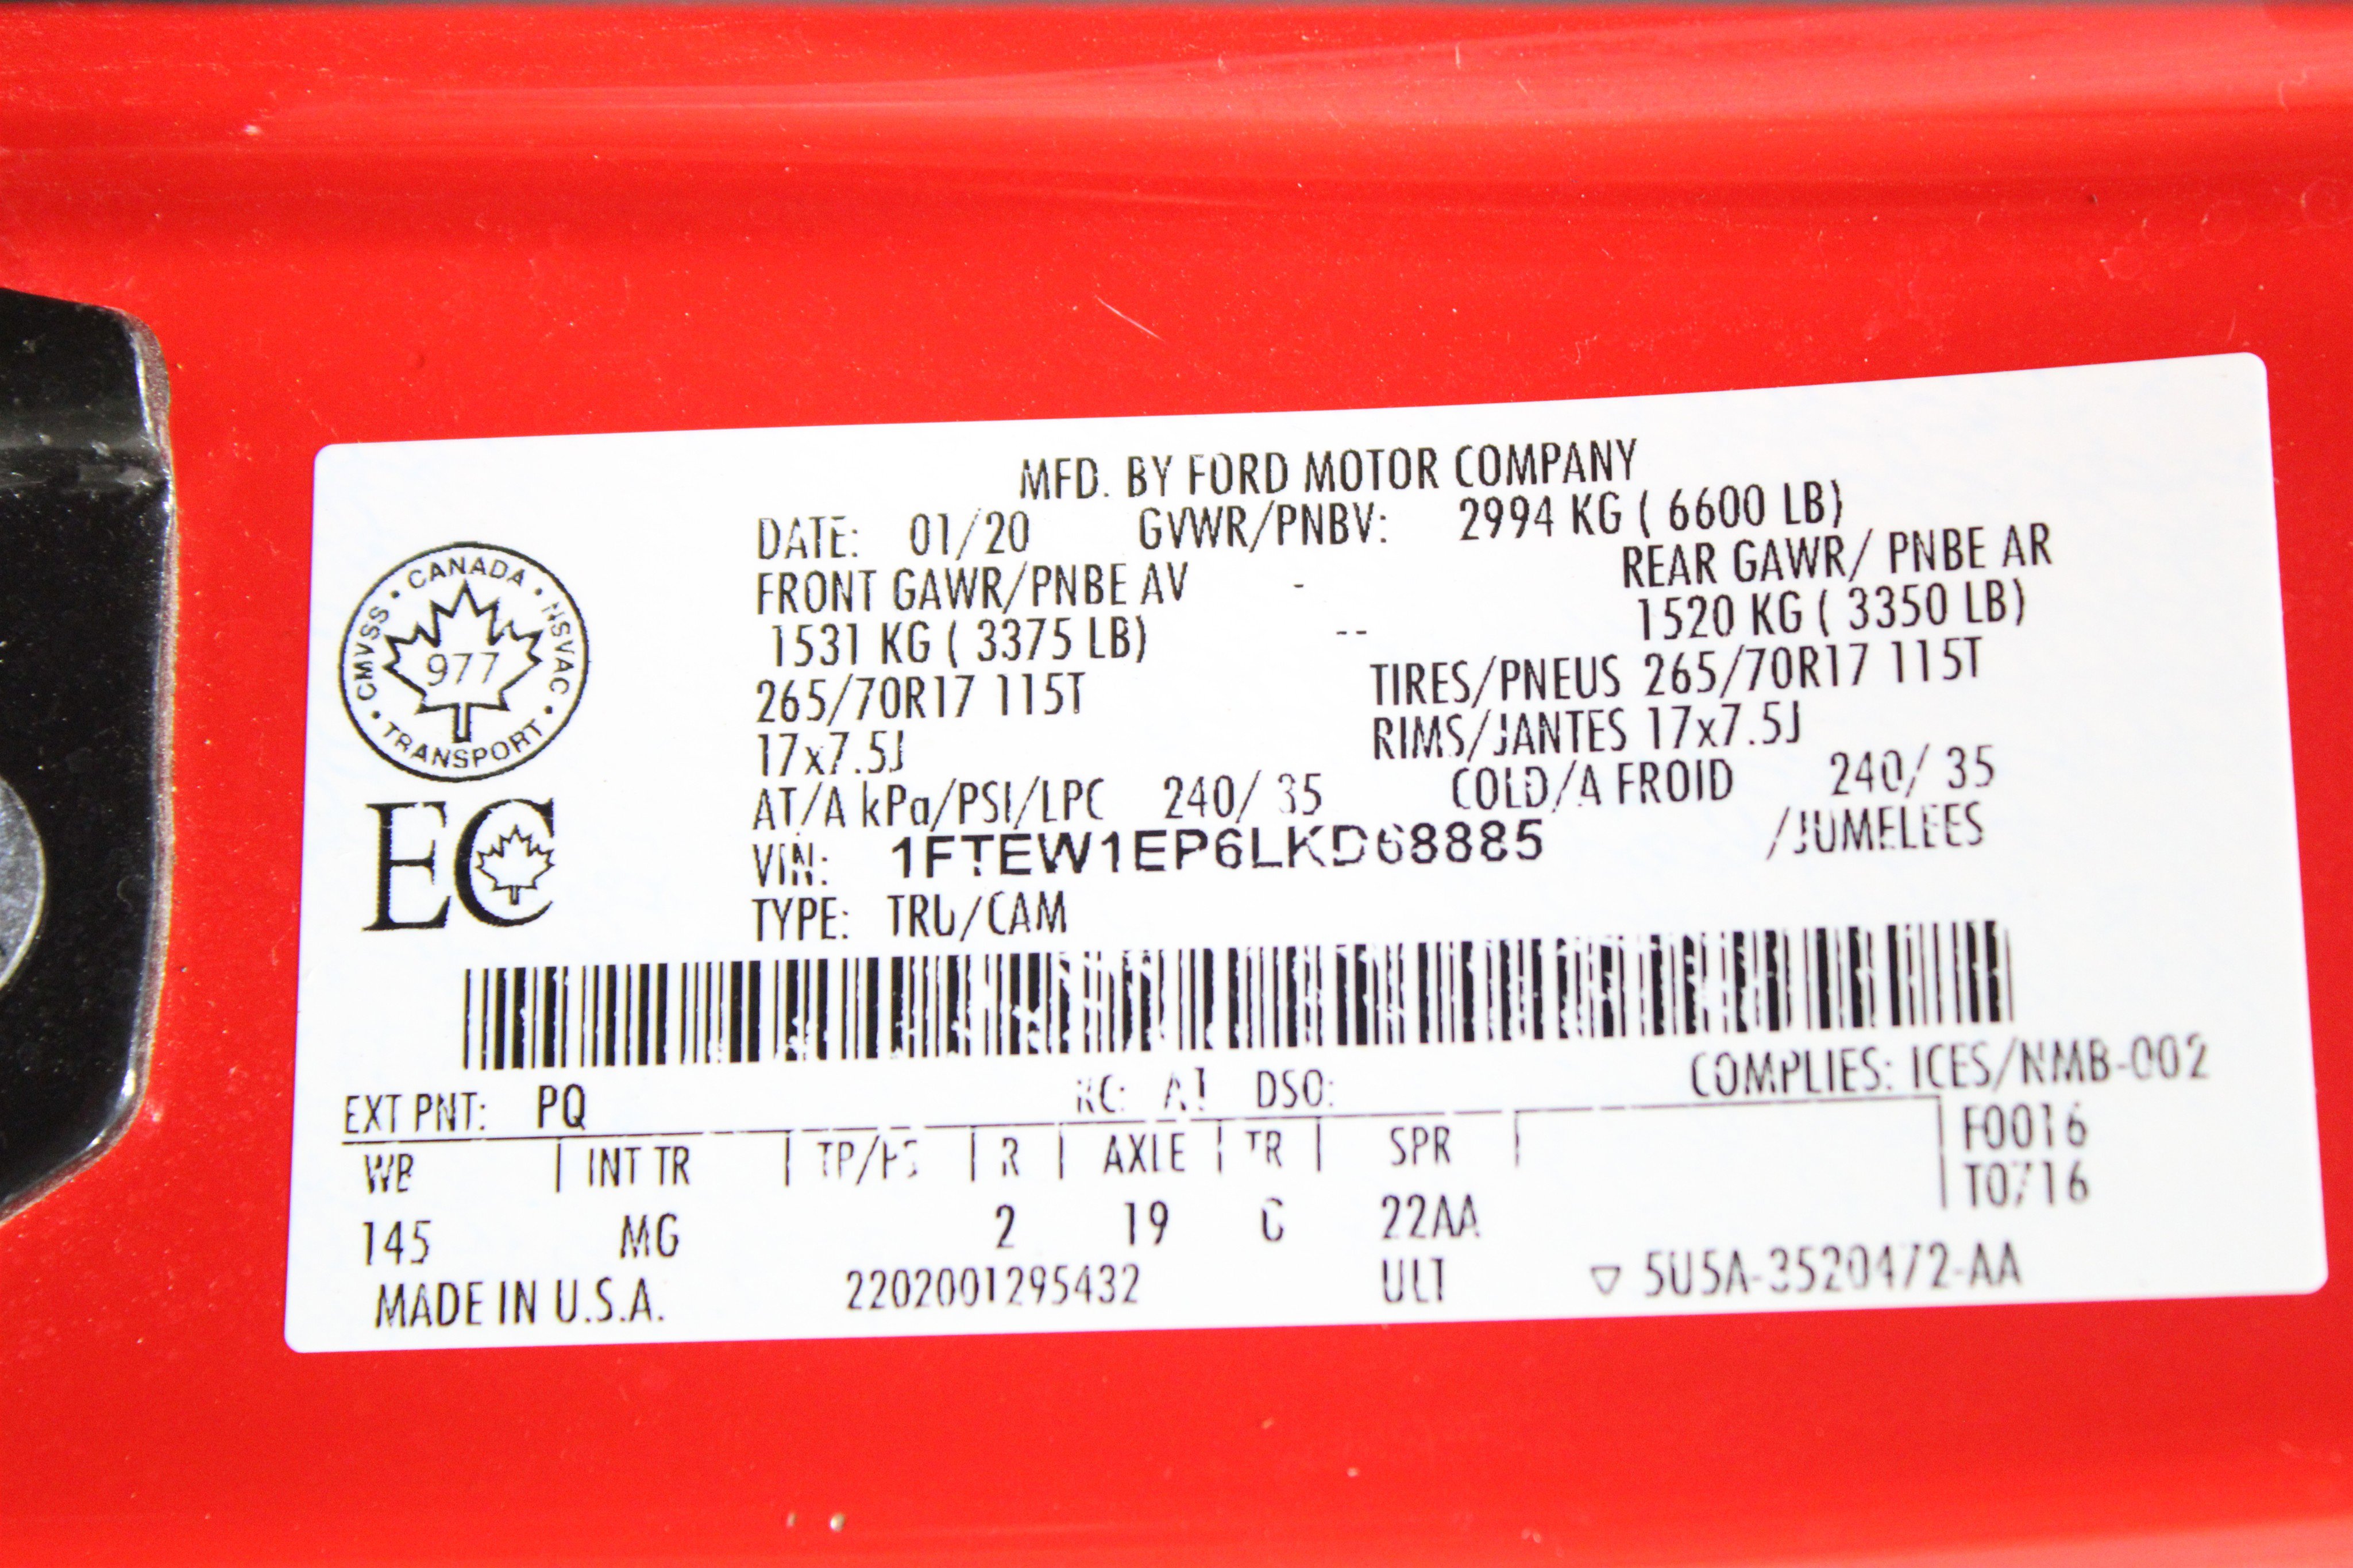 MFD. BY FORD MOTOR COMPANY
DATE: 01/20 GVWR/PNBV: 2994 KG ( 6600 LB)
FRONT GAWR/PNBE AV - REAR GAWR/ PNBE AR
1531 KG ( 3375 LB) -- 1520 KG ( 3350 LB)
265/70R17 115T TIRES/PNEUS 265/70R17 115T
17x7.5J RIMS/JANTES 17x7.5J
AT/A kPa/PSI/LPC 240/ 35 COLD/A FROID 240/ 35
VIN: 1FTEW1EP6LKD68885 /JUMELEES
TYPE: TRU/CAM
CANADA • NSVAC • TRANSPORT • CMVSS •
977
EC
COMPLIES: ICES/NMB-002
EXT PNT: PQ RC: DSO:
WB | INT TR | TP/PS | R | AXLE | TR | SPR | F0016
T0716
145 MG 2 19 22AA
MADE IN U.S.A. 2202001295432 ULT 5U5A-3520472-AA